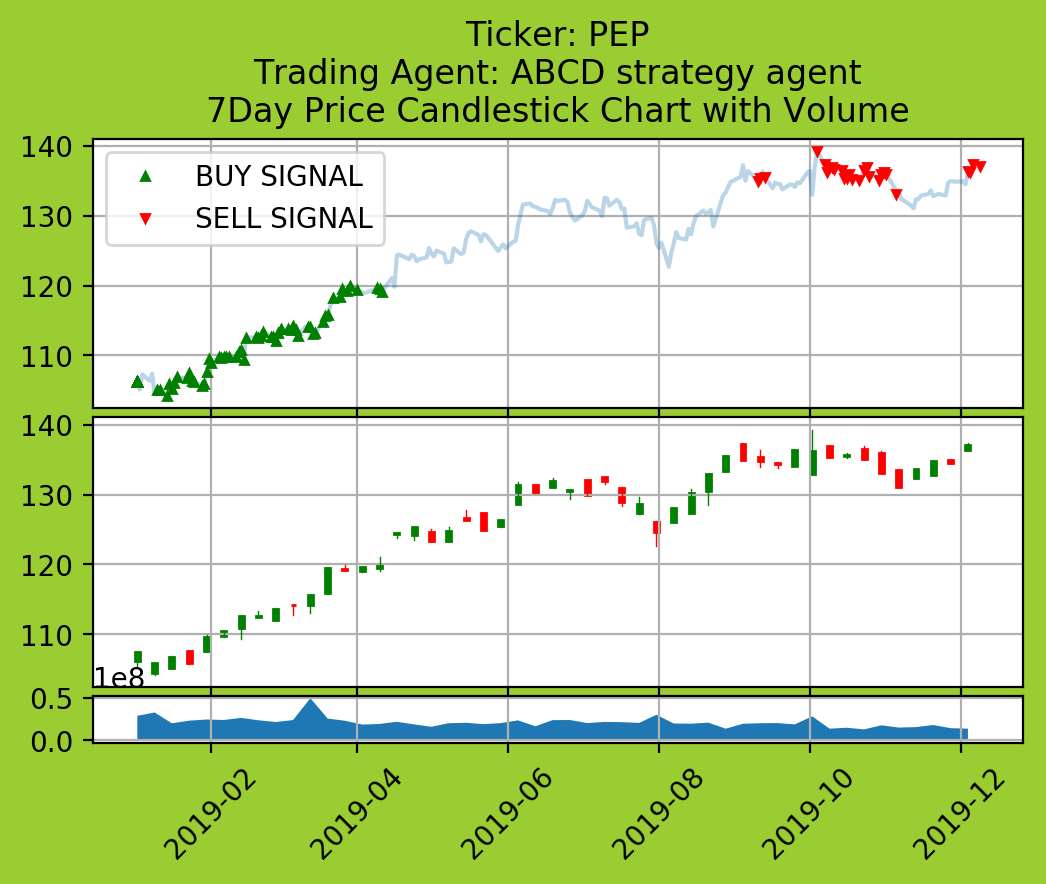 Ticker: PEP
Trading Agent: ABCD strategy agent
7Day Price Candlestick Chart with Volume
140
130
120
110
BUY SIGNAL
SELL SIGNAL
140
130
120
110
1e8
0.5
0.0
2019-02
2019-04
2019-06
2019-08
2019-10
2019-12